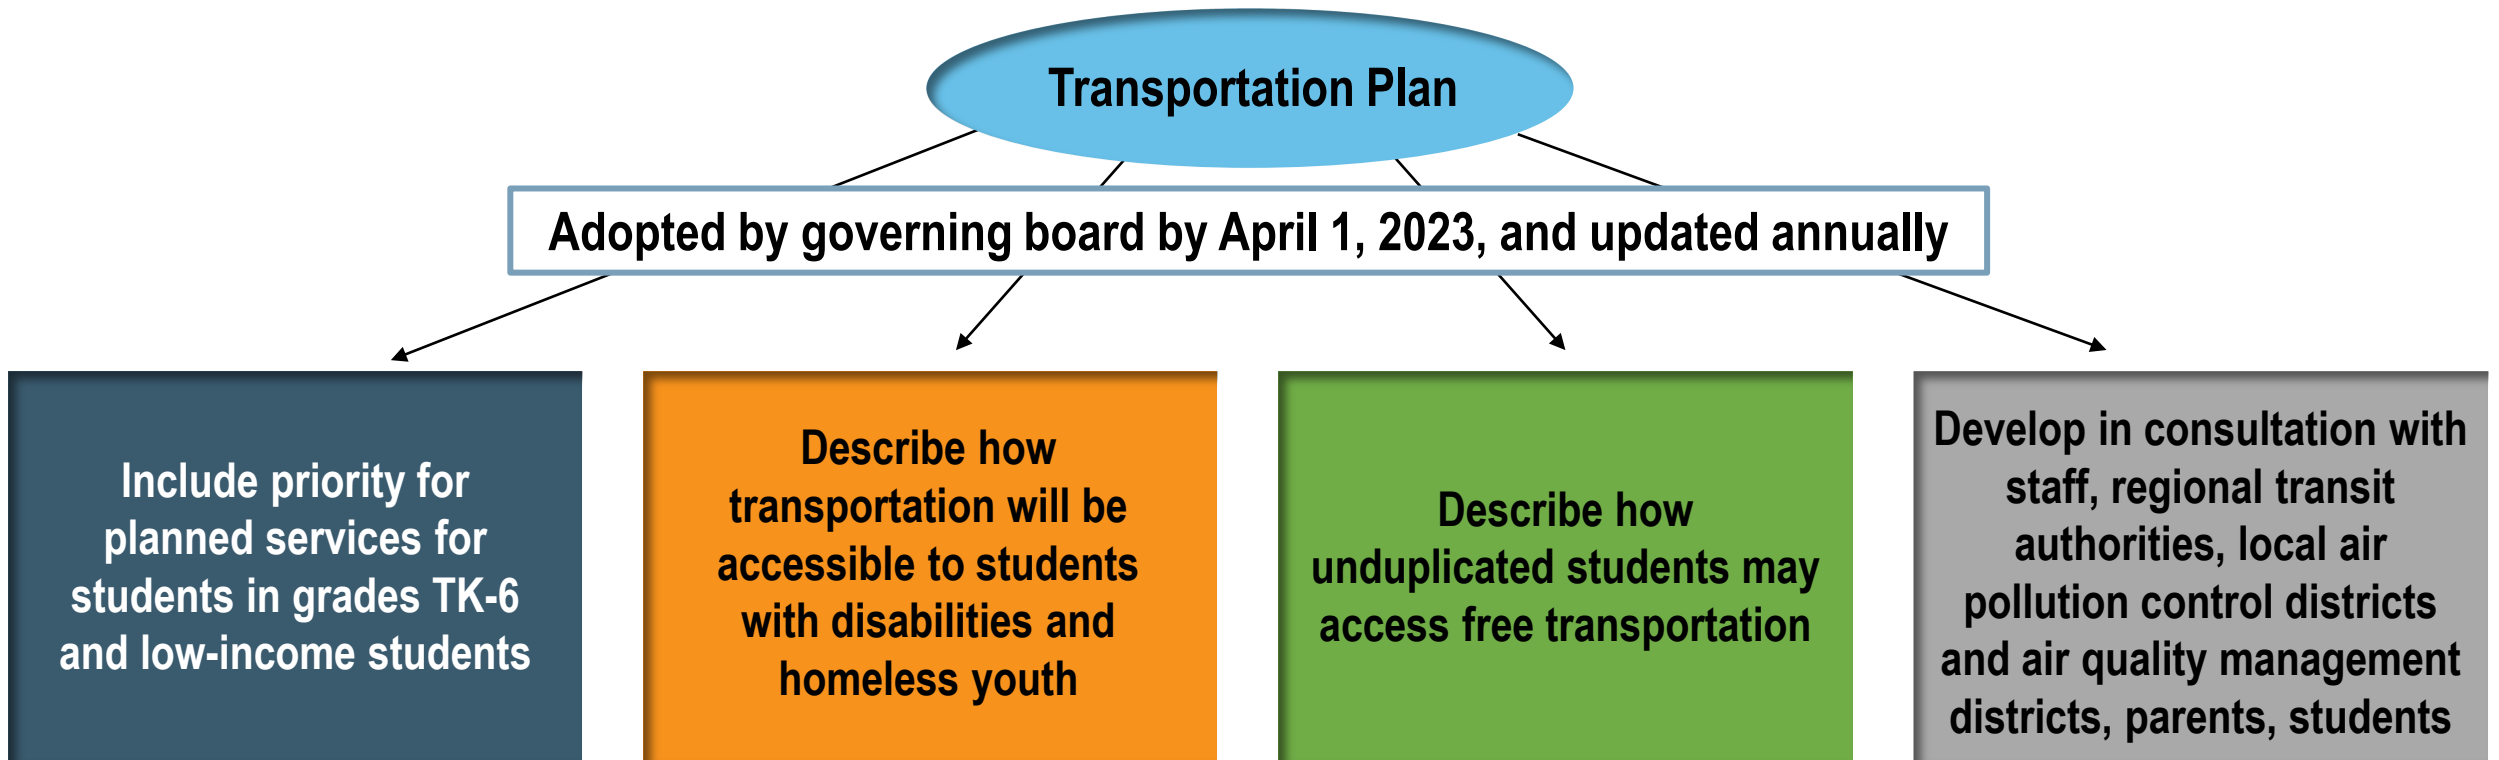 Transportation Plan
Adopted by governing board by April 1, 2023, and updated annually
Include priority for
planned services for
students in grades TK-6
and low-income students
Describe how
transportation will be
accessible to students
with disabilities and
homeless youth
Describe how
unduplicated students may
access free transportation
Develop in consultation with
staff, regional transit
authorities, local air
pollution control districts
and air quality management
districts, parents, students